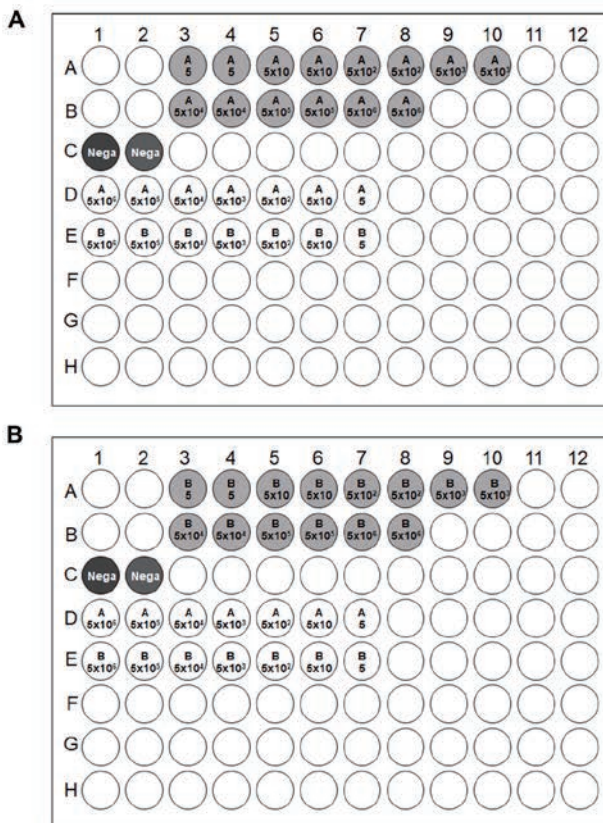 A
1 2 3 4 5 6 7 8 9 10 11 12
A
A 5 A 5 A 5x10 A 5x10 A 5x10² A 5x10² A 5x10³ A 5x10³
B
A 5x10⁴ A 5x10⁴ A 5x10⁵ A 5x10⁵ A 5x10⁶ A 5x10⁶
C Nega Nega
D
A 5x10⁶ A 5x10⁵ A 5x10⁴ A 5x10³ A 5x10² A 5x10 A 5
E
B 5x10⁶ B 5x10⁵ B 5x10⁴ B 5x10³ B 5x10² B 5x10 B 5
F
G
H
B
1 2 3 4 5 6 7 8 9 10 11 12
A
B 5 B 5 B 5x10 B 5x10 B 5x10² B 5x10² B 5x10³ B 5x10³
B
B 5x10⁴ B 5x10⁴ B 5x10⁵ B 5x10⁵ B 5x10⁶ B 5x10⁶
C Nega Nega
D
A 5x10⁶ A 5x10⁵ A 5x10⁴ A 5x10³ A 5x10² A 5x10 A 5
E
B 5x10⁶ B 5x10⁵ B 5x10⁴ B 5x10³ B 5x10² B 5x10 B 5
F
G
H